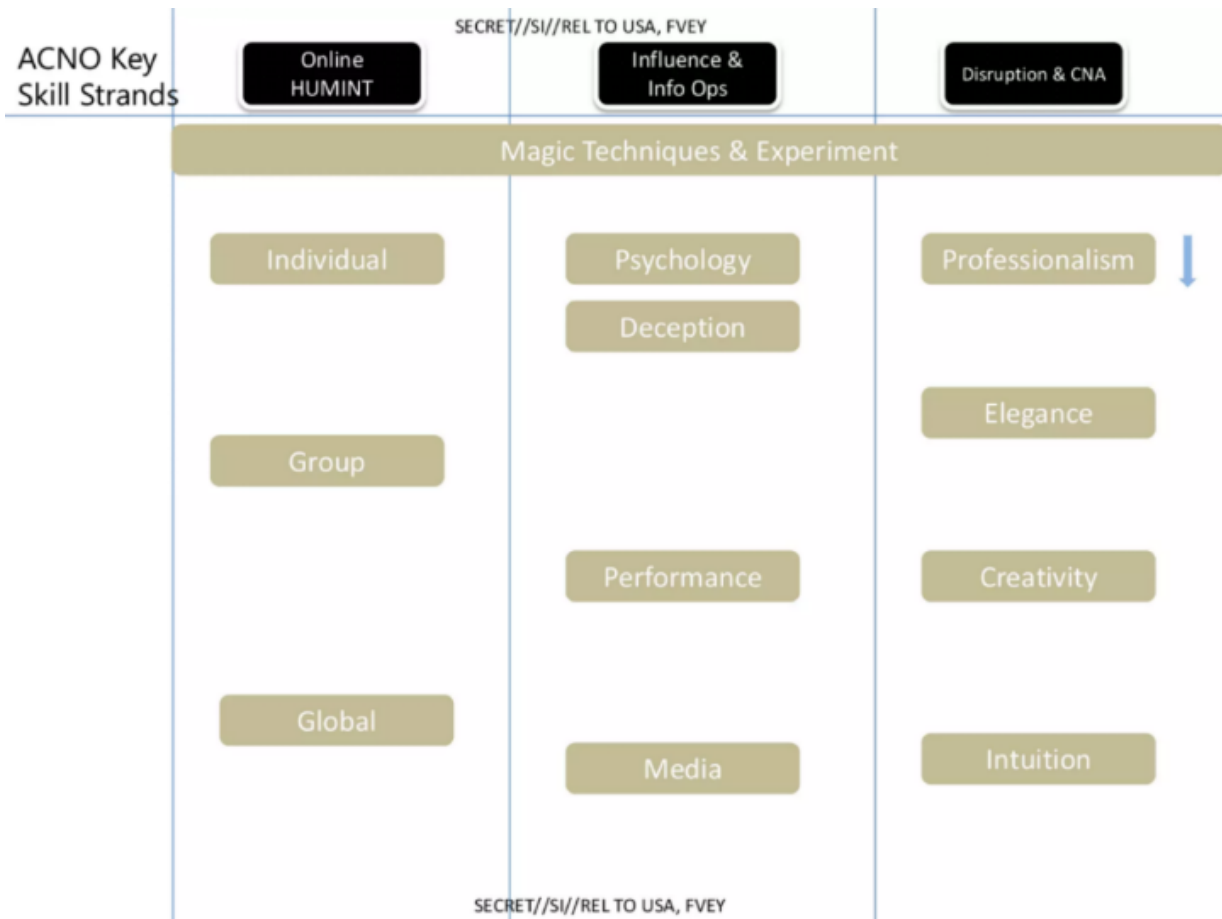 SECRET//SI//REL TO USA, FVEY
ACNO Key
Skill Strands
Online
HUMINT
Influence &
Info Ops
Disruption & CNA
Magic Techniques & Experiment
Individual
Psychology
Professionalism
Deception
Elegance
Group
Performance
Creativity
Global
Media
Intuition
SECRET//SI//REL TO USA, FVEY